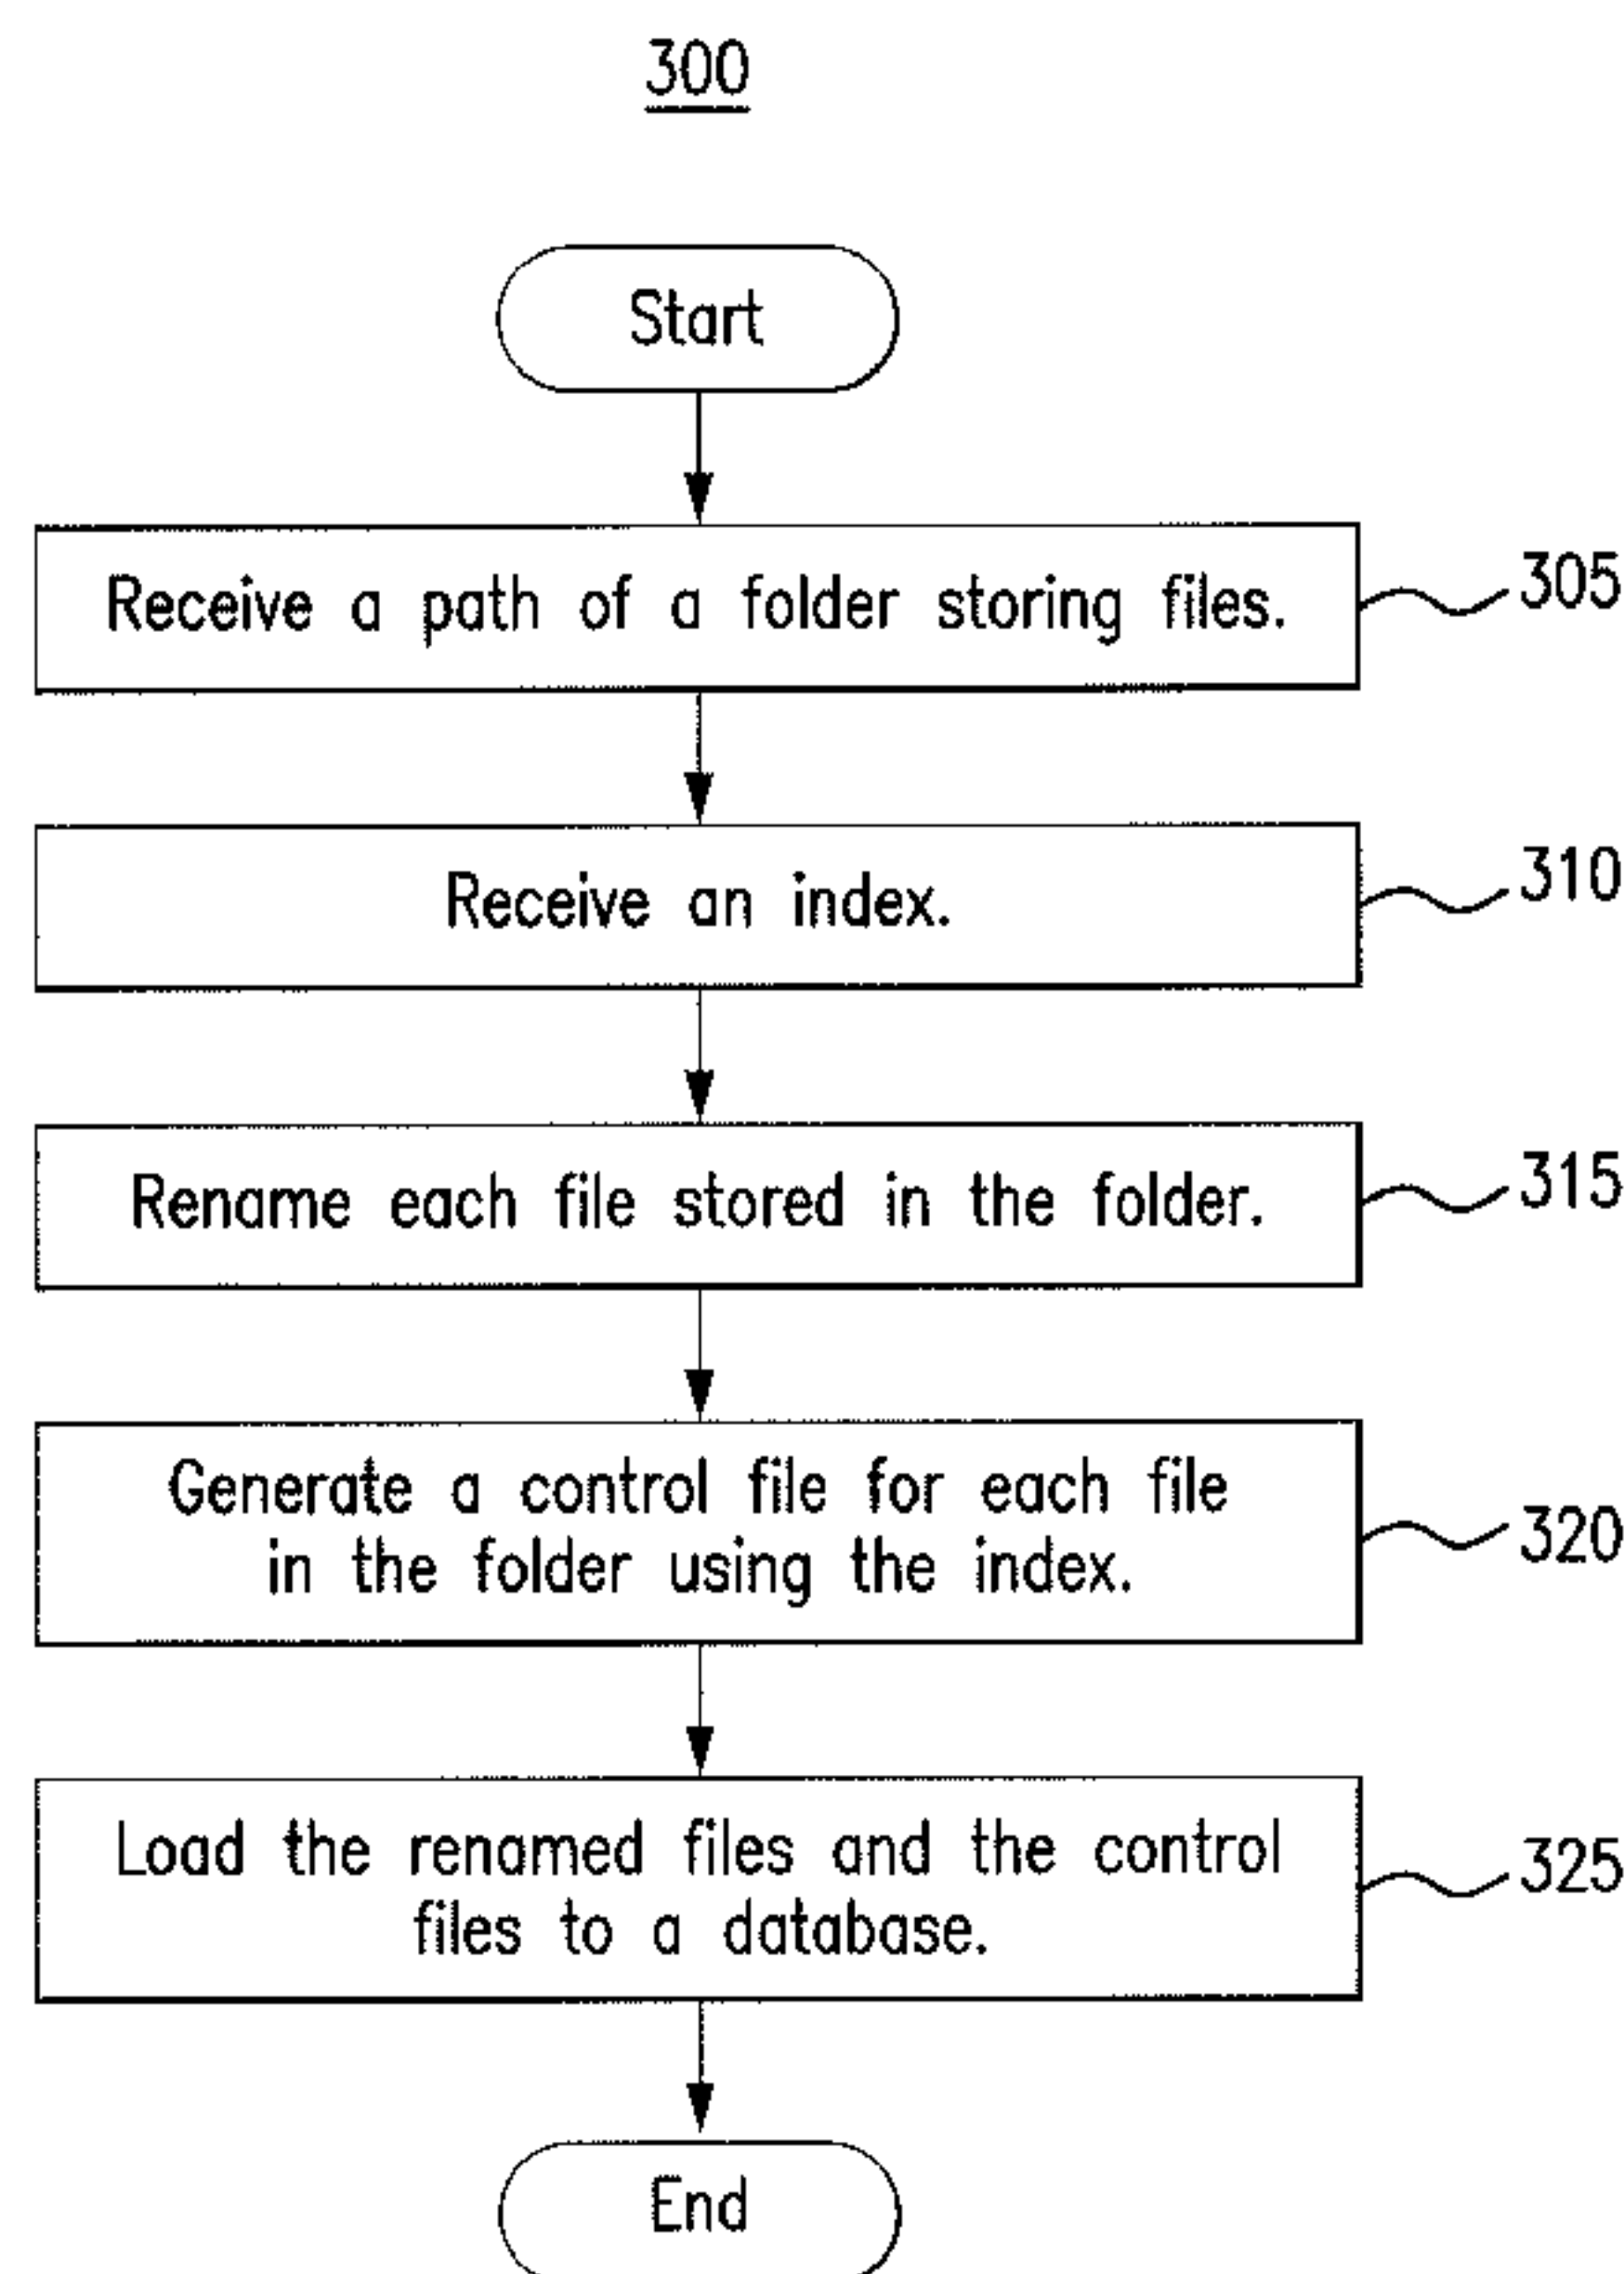 300
Start
Receive a path of a folder storing files.
305
Receive an index.
310
Rename each file stored in the folder.
315
Generate a control file for each file
in the folder using the index.
320
Load the renamed files and the control
files to a database.
325
End